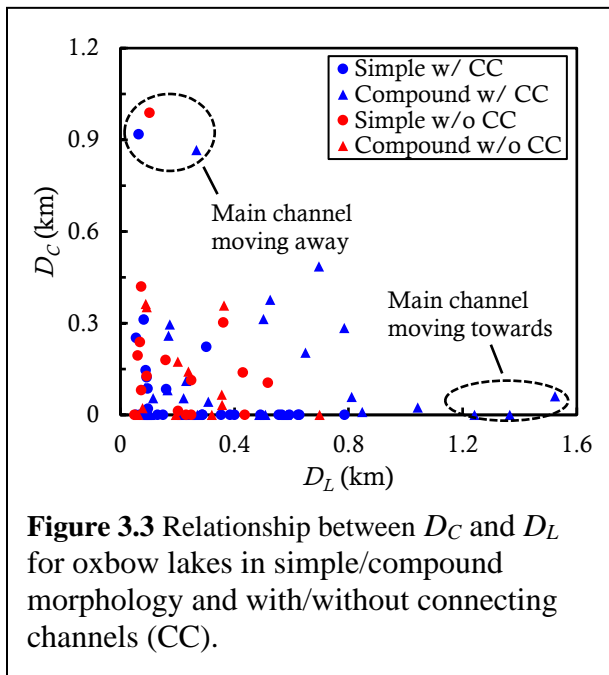 1.2
0.9
0.6
0.3
0
D_C (km)
Simple w/ CC
Compound w/ CC
Simple w/o CC
Compound w/o CC
Main channel
moving away
Main channel
moving towards
0 0.4 0.8 1.2 1.6
D_L (km)
Figure 3.3 Relationship between D_C and D_L
for oxbow lakes in simple/compound
morphology and with/without connecting
channels (CC).